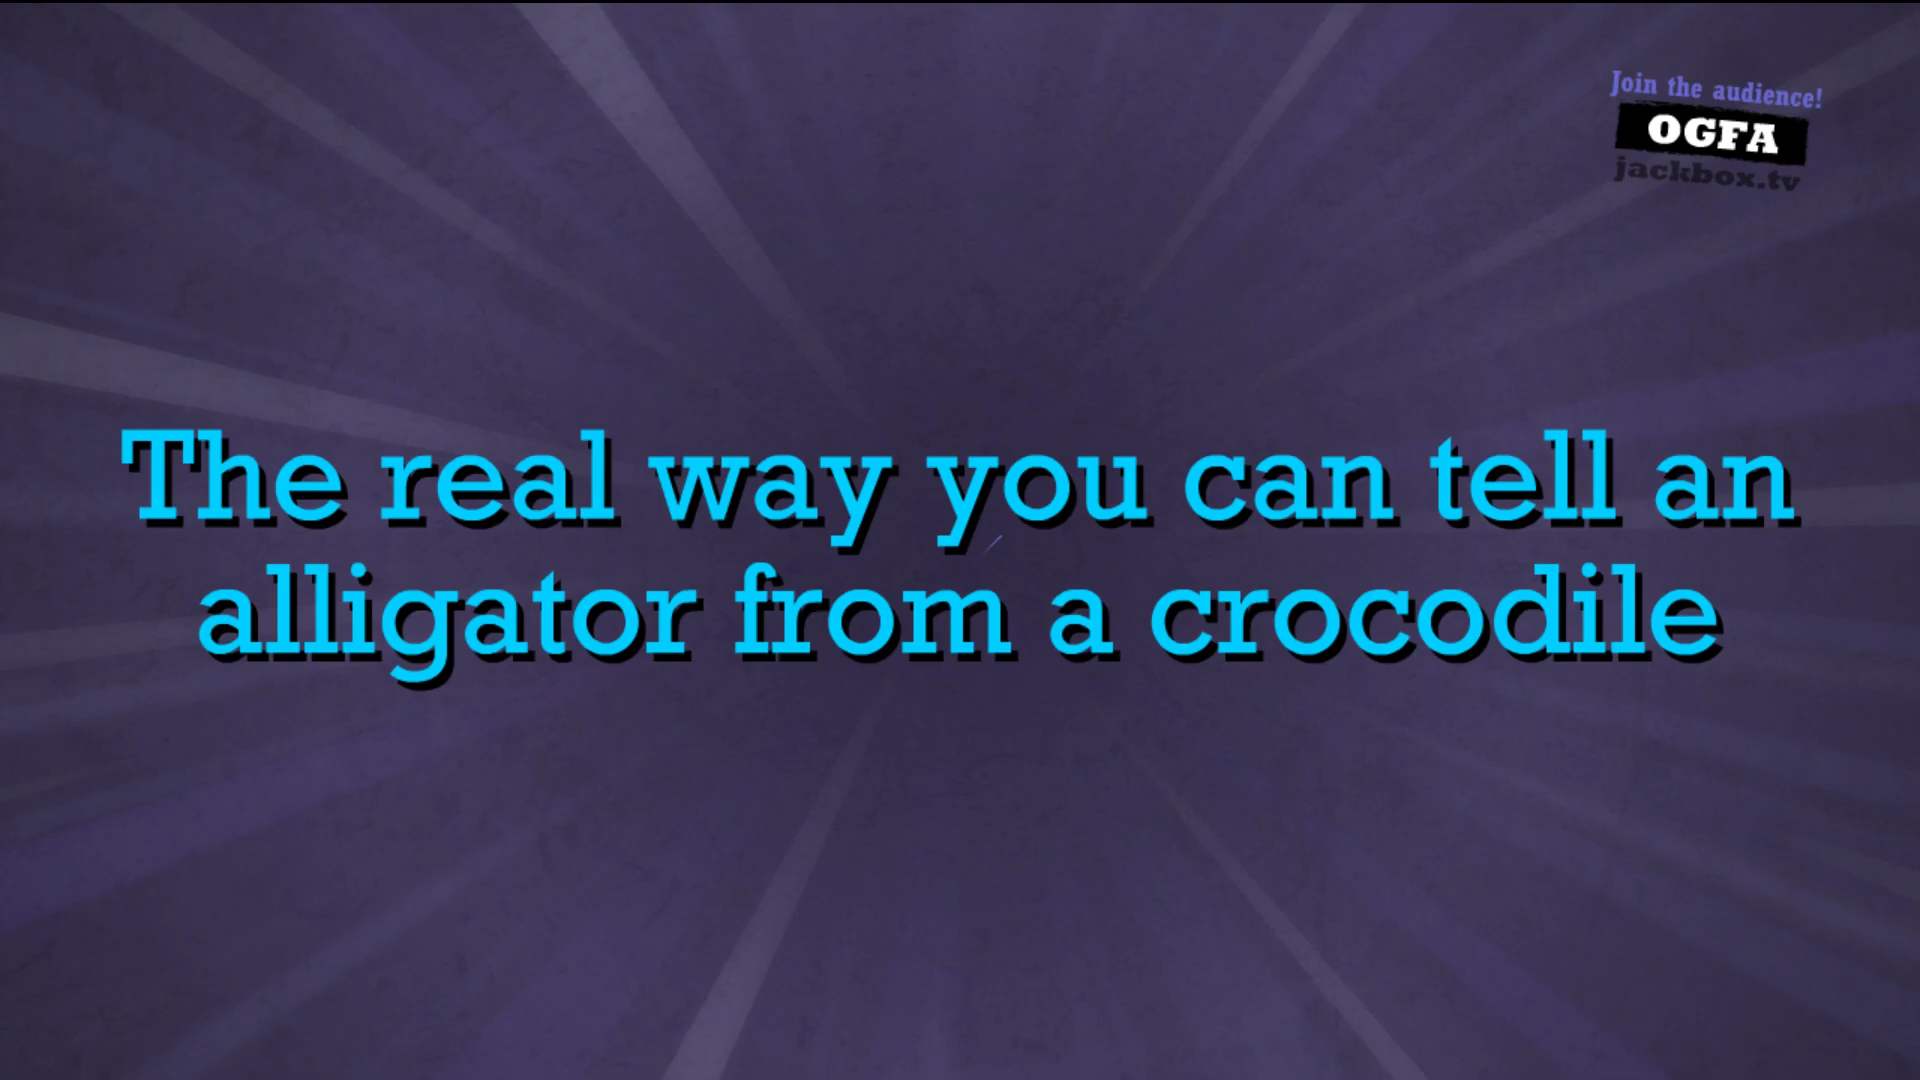 Join the audience!
OGFA
jackbox.tv
The real way you can tell an
alligator from a crocodile